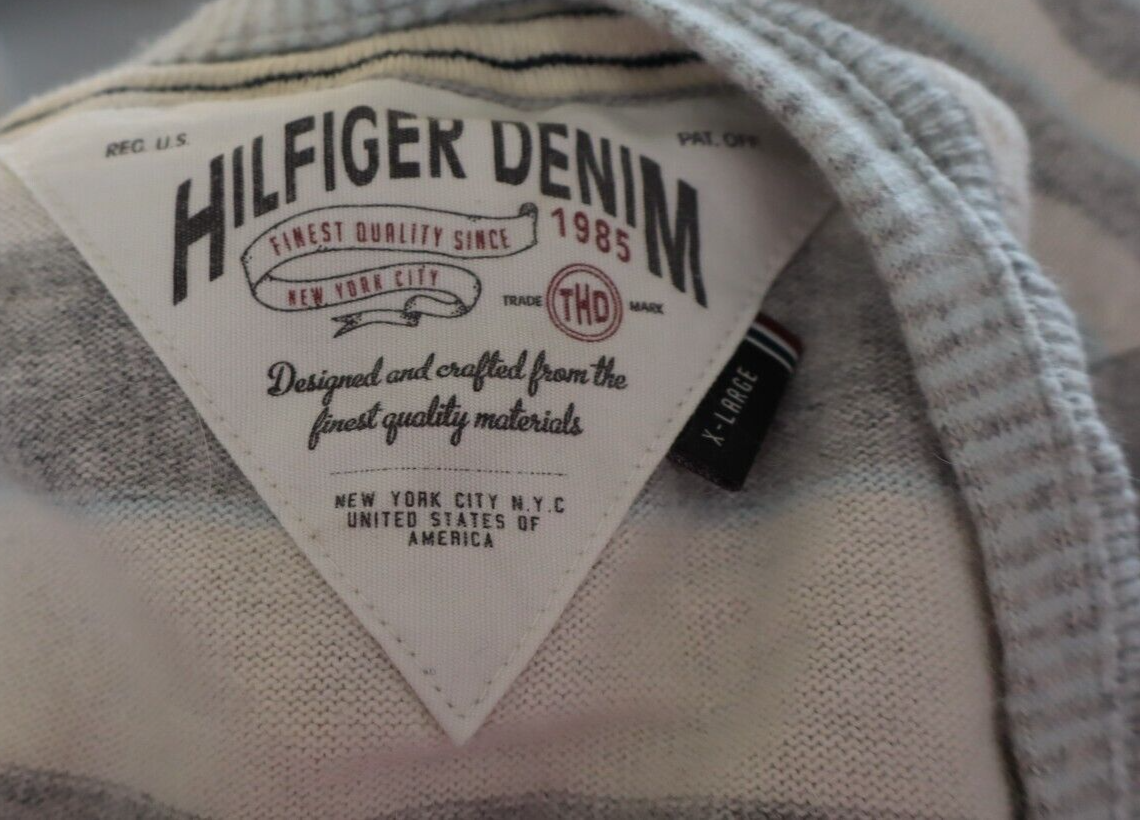 REG. U.S.
PAT. OFF
HILFIGER DENIM
FINEST QUALITY SINCE
1985
NEW YORK CITY
TRADE THD MARK
Designed and crafted from the
finest quality materials
X-LARGE
NEW YORK CITY N.Y.C
UNITED STATES OF
AMERICA